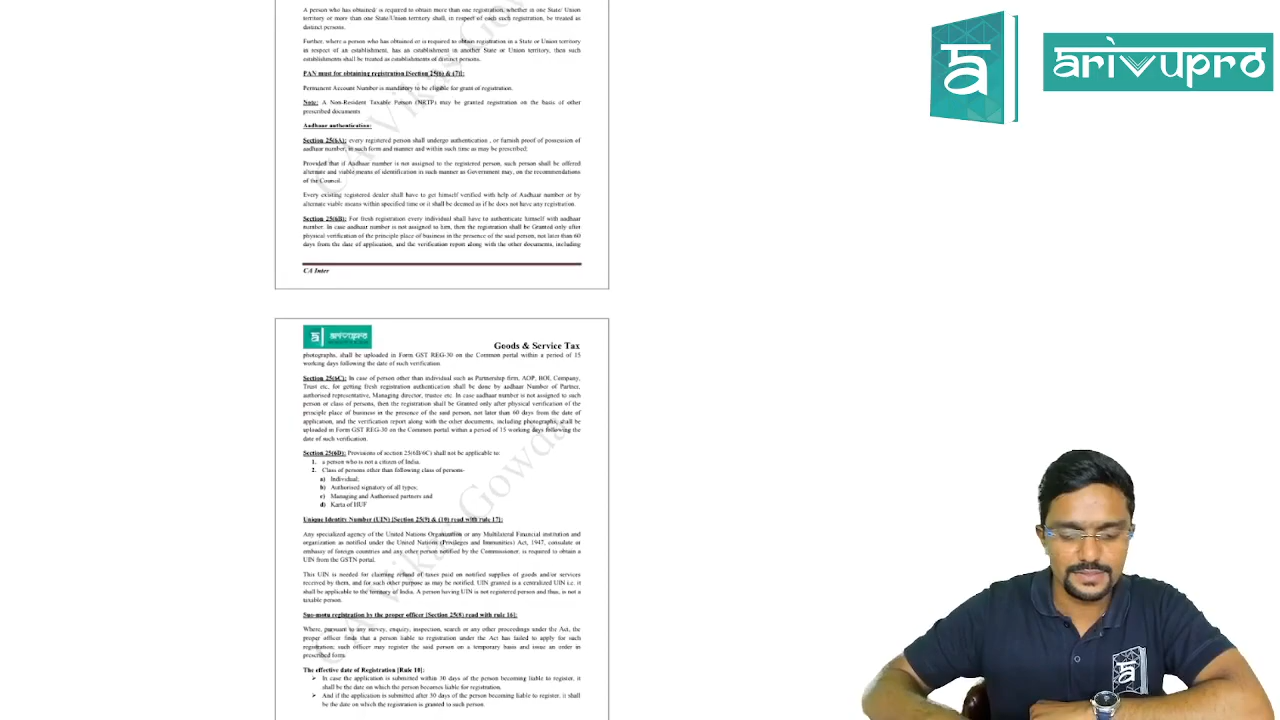 A person who has obtained/ is required to obtain more than one registration, whether in one State/ Union
territory or more than one State/Union territory shall, in respect of each such registration, be treated as
distinct persons.
Further, where a person who has obtained or is required to obtain registration in a State or Union territory
in respect of an establishment, has an establishment in another State or Union territory, then such
establishments shall be treated as establishments of distinct persons.
PAN must for obtaining registration [Section 25(6) & (7)]:
Permanent Account Number is mandatory to be eligible for grant of registration.
Note: A Non-Resident Taxable Person (NRTP) may be granted registration on the basis of other
prescribed documents
Aadhaar authentication:
Section 25(6A): every registered person shall undergo authentication , or furnish proof of possession of
aadhar number, in such form and manner and within such time as may be prescribed;
Provided that if Aadhar number is not assigned to the registered person, such person shall be offered
alternate and viable means of identification in such manner as Government may, on the recommendations
of the Council.
Every existing registered dealer shall have to get himself verified with help of Aadhar number or by
alternate viable means within specified time or it shall be deemed as if he does not have any registration.
Section 25(6B): For fresh registration every individual shall have to authenticate himself with aadhar
number. In case aadhar number is not assigned to him, then the registration shall be Granted only after
physical verification of the principle place of business in the presence of the said person, not later than 60
days from the date of application, and the verification report along with the other documents, including
CA Inter
a arivupro
Goods & Service Tax
photographs, shall be uploaded in Form GST REG-30 on the Common portal within a period of 15
working days following the date of such verification.
Section 25(6C): In case of person other than individual such as Partnership firm, AOP, BOI, Company,
Trust etc, for getting fresh registration authentication shall be done by aadhar Number of Partner,
authorised representative, Managing director, trustee etc. In case aadhar number is not assigned to such
person or class of persons, then the registration shall be Granted only after physical verification of the
principle place of business in the presence of the said person, not later than 60 days from the date of
application, and the verification report along with the other documents, including photographs, shall be
uploaded in Form GST REG-30 on the Common portal within a period of 15 working days following the
date of such verification.
Section 25(6D): Provisions of section 25(6B/6C) shall not be applicable to:
1. a person who is not a citizen of India.
2. Class of persons other than following class of persons-
a) Individual;
b) Authorised signatory of all types;
c) Managing and Authorised partners and
d) Karta of HUF
Unique Identity Number (UIN) [Section 25(9) & (10) read with rule 17]:
Any specialized agency of the United Nations Organization or any Multilateral Financial institution and
organization as notified under the United Nations (Privileges and Immunities) Act, 1947, consulate or
embassy of foreign countries and any other person notified by the Commissioner, is required to obtain a
UIN from the GSTN portal.
This UIN is needed for claiming refund of taxes paid on notified supplies of goods and/or services
received by them, and for such other purpose as may be notified. UIN granted is a centralized UIN i.e. it
shall be applicable to the territory of India. A person having UIN is not registered person and thus, is not a
taxable person.
Suo-motu registration by the proper officer [Section 25(8) read with rule 16]:
Where, pursuant to any survey, enquiry, inspection, search or any other proceedings under the Act, the
proper officer finds that a person liable to registration under the Act has failed to apply for such
registration, such officer may register the said person on a temporary basis and issue an order in
prescribed form.
The effective date of Registration [Rule 10]:
➢ In case the application is submitted within 30 days of the person becoming liable to register, it
shall be the date on which the person becomes liable for registration.
➢ And if the application is submitted after 30 days of the person becoming liable to register, it shall
be the date on which the registration is granted to such person.
CA Vikas Gowda
a arivupro
a